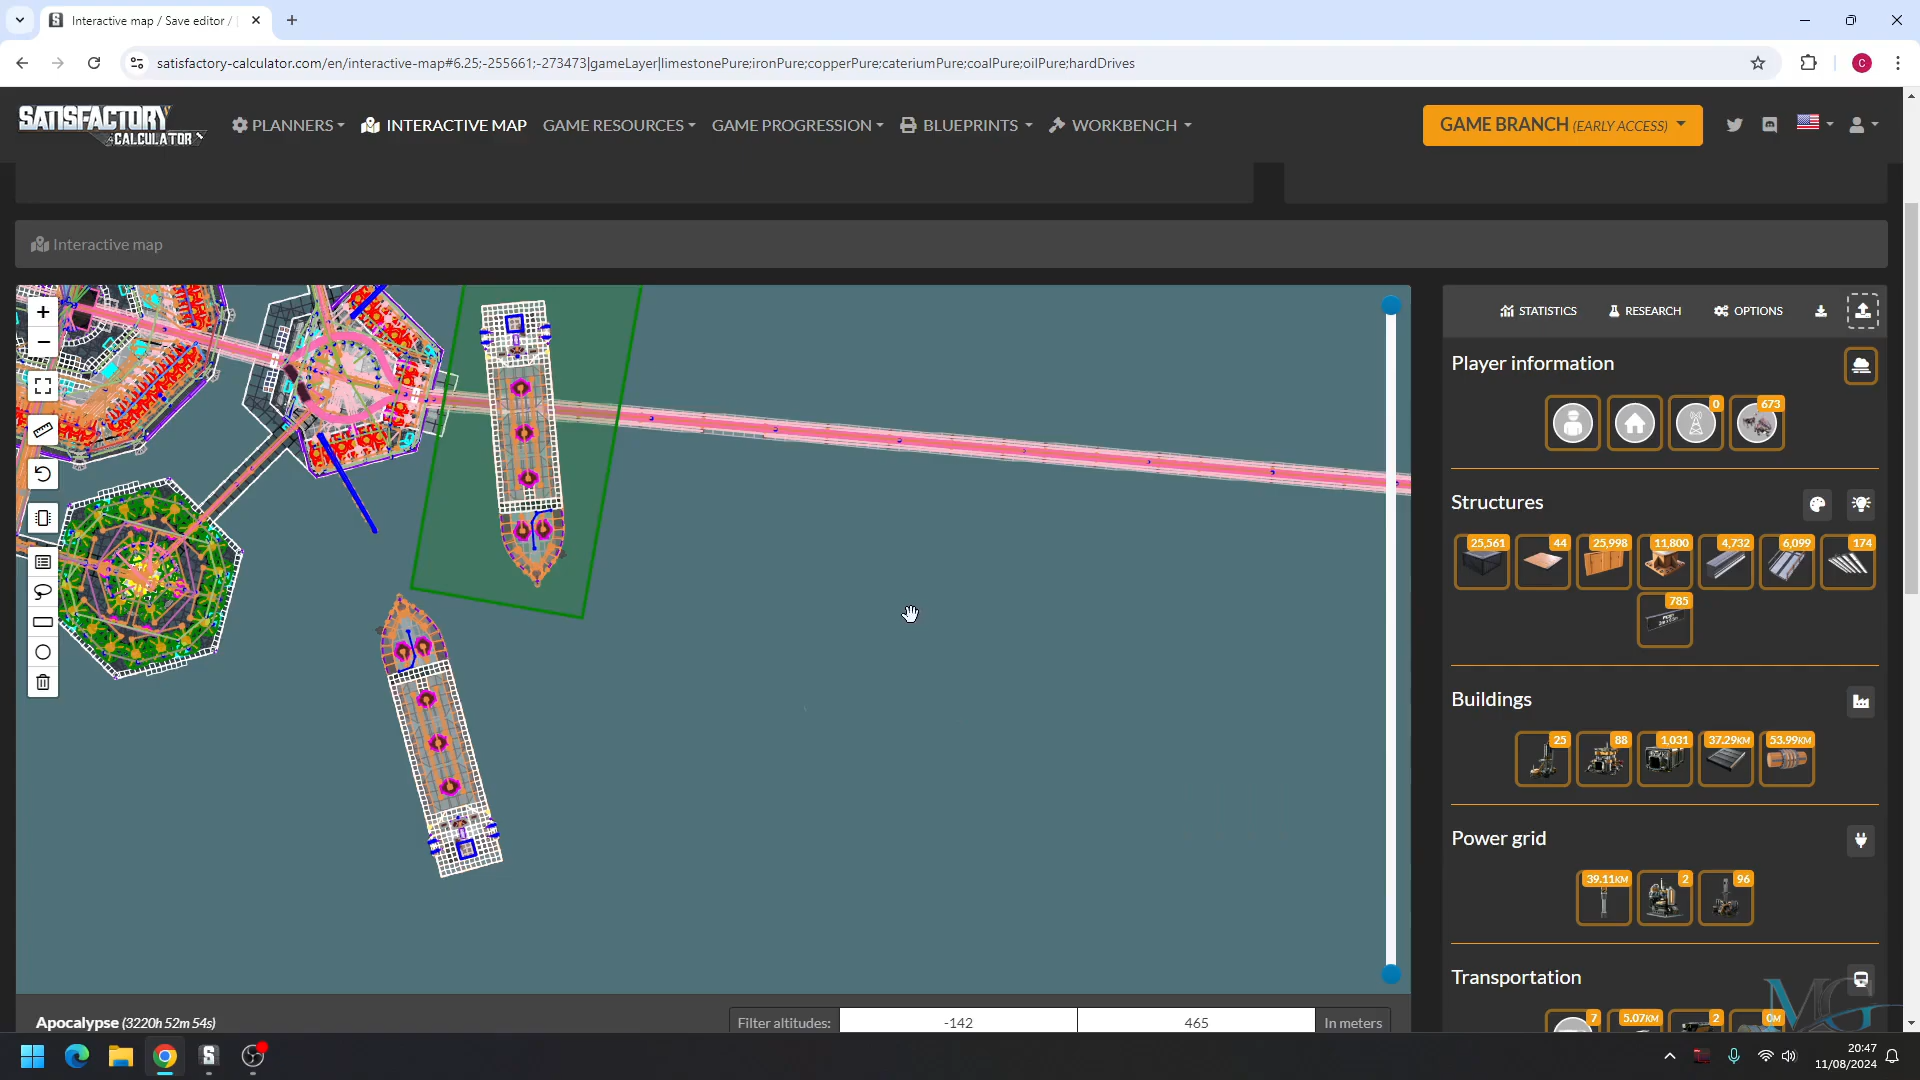 Interactive map / Save editor /
satisfactory-calculator.com/en/interactive-map#6.25;-255661;-273473|gameLayer|limestonePure;ironPure;copperPure;cateriumPure;coalPure;oilPure;hardDrives
C
SATISFACTORY
CALCULATOR
PLANNERS
INTERACTIVE MAP
GAME RESOURCES
GAME PROGRESSION
BLUEPRINTS
WORKBENCH
GAME BRANCH (EARLY ACCESS)
Interactive map
STATISTICS
RESEARCH
OPTIONS
Player information
0
673
Structures
25,561
44
25,998
11,800
4,732
6,099
174
785
Buildings
25
88
1,031
37.29KM
53.99KM
Power grid
39.11KM
2
96
Transportation
7
5.07KM
2
0M
MG
Apocalypse (3220h 52m 54s)
Filter altitudes:
-142
465
In meters
20:47
11/08/2024